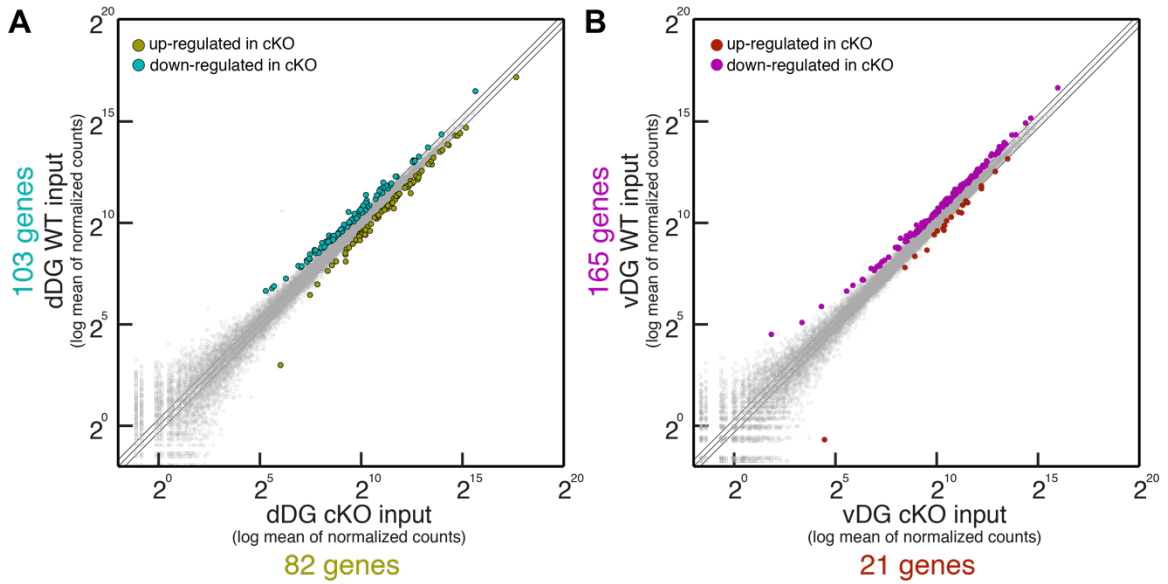 A
up-regulated in cKO
down-regulated in cKO
2^20
2^15
2^10
2^5
2^0
103 genes
dDG WT input
(log mean of normalized counts)
2^0
2^5
2^10
2^15
2^20
dDG cKO input
(log mean of normalized counts)
82 genes
B
up-regulated in cKO
down-regulated in cKO
2^20
2^15
2^10
2^5
2^0
165 genes
vDG WT input
(log mean of normalized counts)
2^0
2^5
2^10
2^15
2^20
vDG cKO input
(log mean of normalized counts)
21 genes